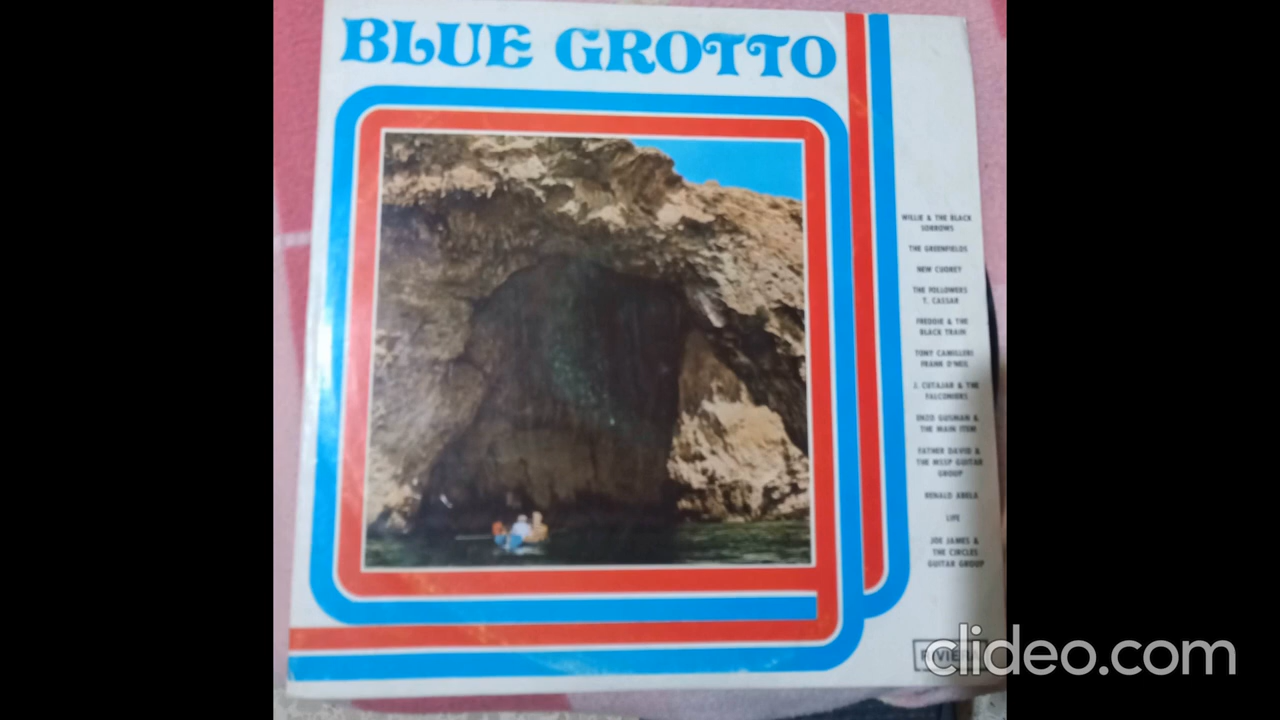 BLUE GROTTO
WILLIE & THE BLACK
SORROWS
THE GREENFIELDS
NEW CUOREY
THE FOLLOWERS
T. CASSAR
FREDDIE & THE
BLACK TRAIN
TONY CAMILLERI
FRANK O'NEIL
J. CUTAJAR & THE
FALCONIERS
ENZO GUSMAN &
THE MAIN ITEM
FATHER DAVID &
THE MSSP GUITAR
GROUP
RENALD ABELA
LIFE
JOE JAMES &
THE CIRCLES
GUITAR GROUP
clideo.com